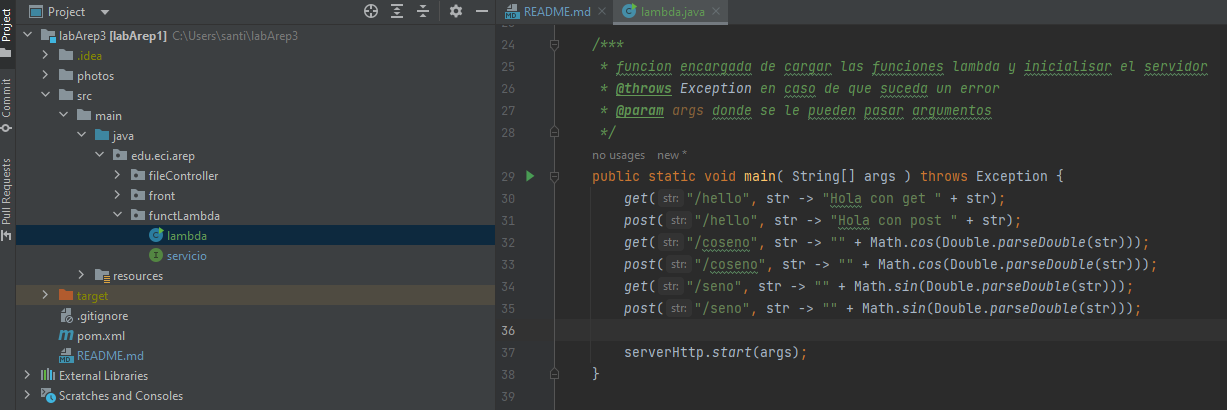 Project
Project
labArep3 [labArep1] C:\Users\santi\labArep3
.idea
photos
src
main
java
edu.eci.arep
fileController
front
functLambda
lambda
servicio
resources
target
.gitignore
pom.xml
README.md
External Libraries
Scratches and Consoles
Commit
Pull Requests
README.md
lambda.java
24 /***
25 * funcion encargada de cargar las funciones lambda y inicialisar el servidor
26 * @throws Exception en caso de que suceda un error
27 * @param args donde se le pueden pasar argumentos
28 */
no usages new *
29 public static void main( String[] args ) throws Exception {
30 get( str: "/hello", str -> "Hola con get " + str);
31 post( str: "/hello", str -> "Hola con post " + str);
32 get( str: "/coseno", str -> "" + Math.cos(Double.parseDouble(str)));
33 post( str: "/coseno", str -> "" + Math.cos(Double.parseDouble(str)));
34 get( str: "/seno", str -> "" + Math.sin(Double.parseDouble(str)));
35 post( str: "/seno", str -> "" + Math.sin(Double.parseDouble(str)));
36
37 serverHttp.start(args);
38 }
39